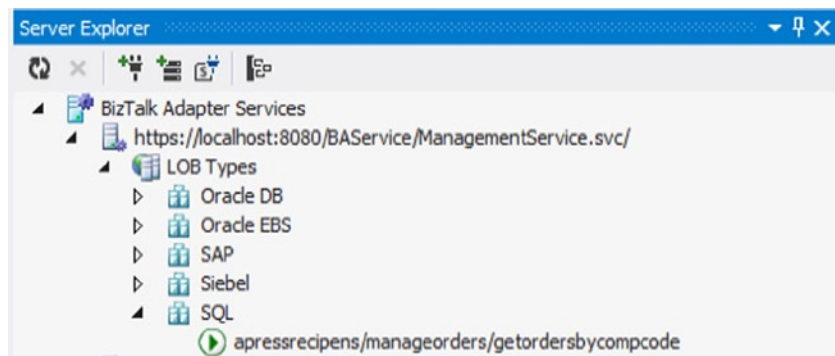 Server Explorer
BizTalk Adapter Services
https://localhost:8080/BAService/ManagementService.svc/
LOB Types
Oracle DB
Oracle EBS
SAP
Siebel
SQL
apressrecipens/manageorders/getordersbycompcode